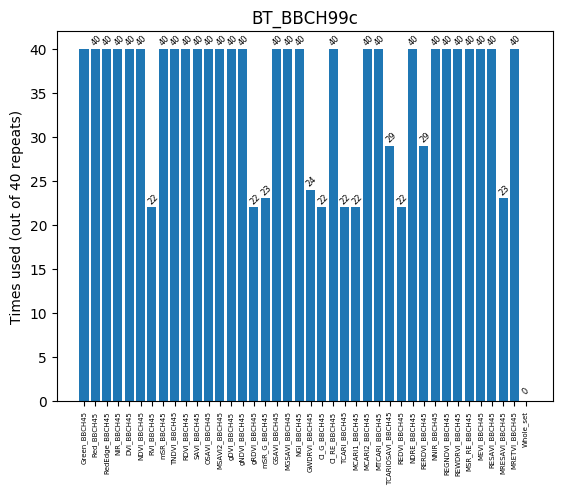 BT_BBCH99c
Times used (out of 40 repeats)
40
35
30
25
20
15
10
5
0
40
40
40
40
40
22
40
40
40
40
40
40
40
40
22
23
40
40
40
24
22
40
22
22
40
40
29
22
40
29
40
40
40
40
40
40
23
40
0
Green_BBCH45
Red_BBCH45
RedEdge_BBCH45
NIR_BBCH45
DVI_BBCH45
NDVI_BBCH45
RVI_BBCH45
mSR_BBCH45
TNDVI_BBCH45
RDVI_BBCH45
SAVI_BBCH45
OSAVI_BBCH45
MSAVI2_BBCH45
gDVI_BBCH45
gNDVI_BBCH45
gRDVI_BBCH45
mSR_G_BBCH45
GSAVI_BBCH45
MGSAVI_BBCH45
NGI_BBCH45
GWDRVI_BBCH45
CI_G_BBCH45
CI_RE_BBCH45
TCARI_BBCH45
MCARI1_BBCH45
MCARI2_BBCH45
MTCARI_BBCH45
TCARIOSAVI_BBCH45
REDVI_BBCH45
NDRE_BBCH45
RERDVI_BBCH45
NNIR_BBCH45
REGNDVI_BBCH45
REWDRVI_BBCH45
MSR_RE_BBCH45
MEVI_BBCH45
RESAVI_BBCH45
MRESAVI_BBCH45
MRETVI_BBCH45
Whole_set